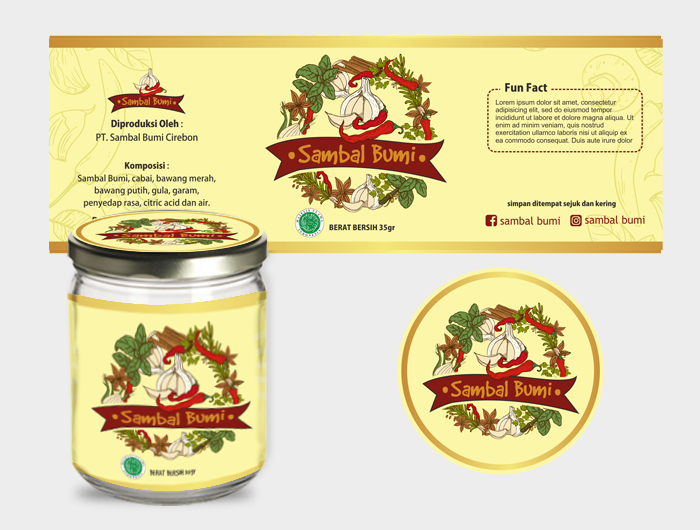 Sambal Bumi
Diproduksi Oleh :
PT. Sambal Bumi Cirebon
Komposisi :
Sambal Bumi, cabai, bawang merah,
bawang putih, gula, garam,
penyedap rasa, citric acid dan air.
Sambal Bumi
BERAT BERSIH 35gr
Fun Fact
Lorem ipsum dolor sit amet, consectetur
adipiscing elit, sed do eiusmod tempor
incididunt ut labore et dolore magna aliqua. Ut
enim ad minim veniam, quis nostrud
exercitation ullamco laboris nisi ut aliquip ex
ea commodo consequat. Duis aute irure dolor
simpan ditempat sejuk dan kering
sambal bumi
sambal bumi
Sambal Bumi
Sambal Bumi
BERAT BERSIH
Sambal Bumi